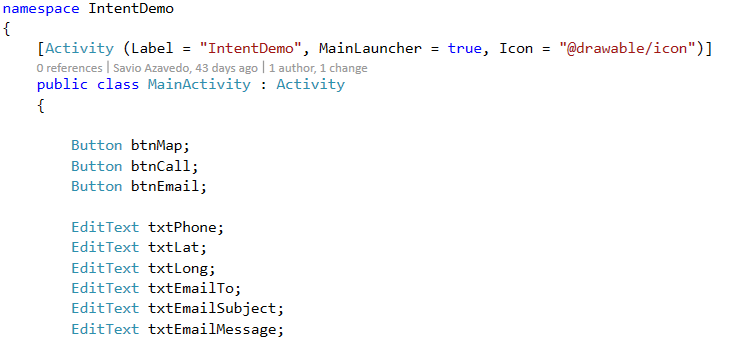 namespace IntentDemo
{
[Activity (Label = "IntentDemo", MainLauncher = true, Icon = "@drawable/icon")]
0 references | Savio Azavedo, 43 days ago | 1 author, 1 change
public class MainActivity : Activity
{
Button btnMap;
Button btnCall;
Button btnEmail;
EditText txtPhone;
EditText txtLat;
EditText txtLong;
EditText txtEmailTo;
EditText txtEmailSubject;
EditText txtEmailMessage;